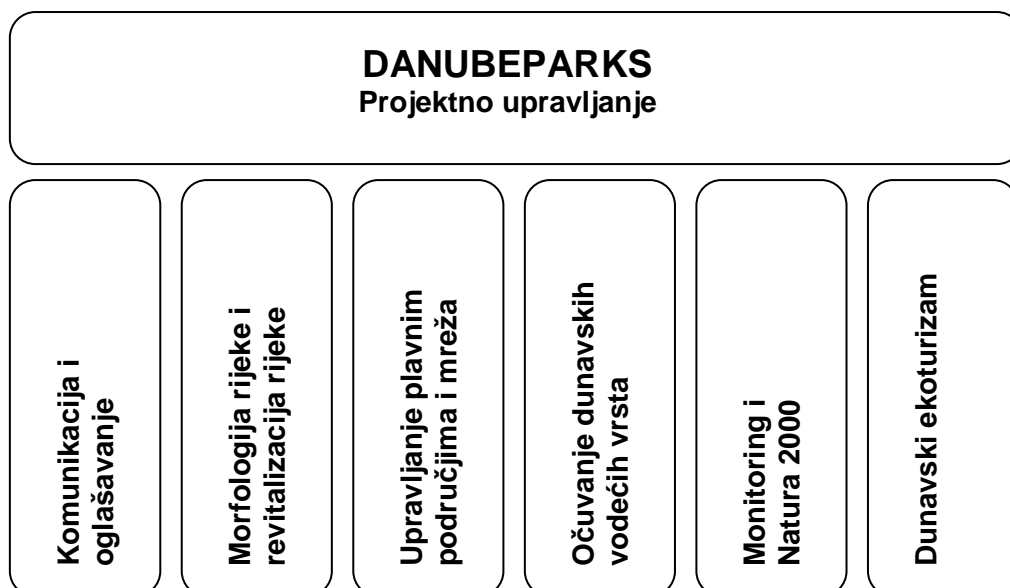 DANUBEPARKS
Projektno upravljanje
Komunikacija i
oglašavanje
Morfologija rijeke i
revitalizacija rijeke
Upravljanje plavnim
područjima i mreža
Očuvanje dunavskih
vodećih vrsta
Monitoring i
Natura 2000
Dunavski ekoturizam